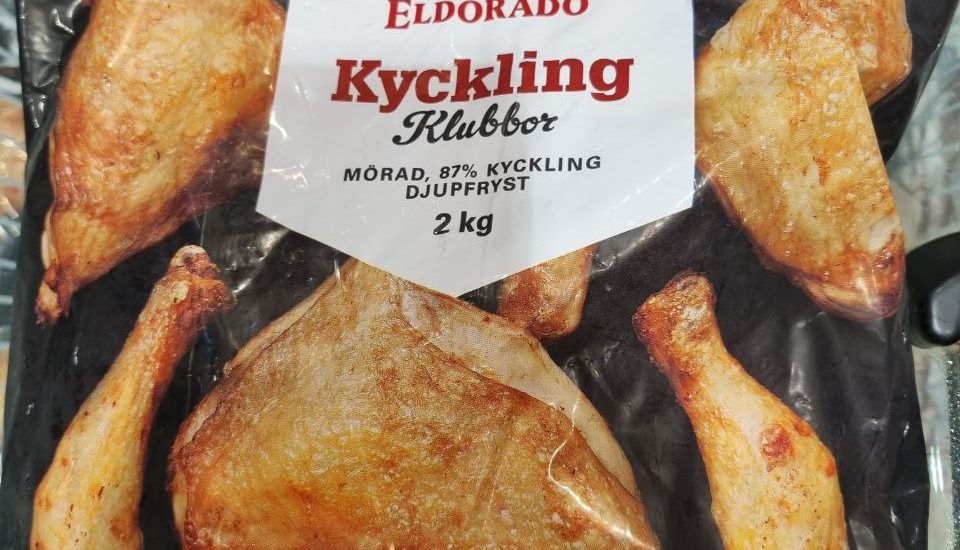 ELDORADO
Kyckling
Klubbor
MÖRAD, 87% KYCKLING
DJUPFRYST
2 kg